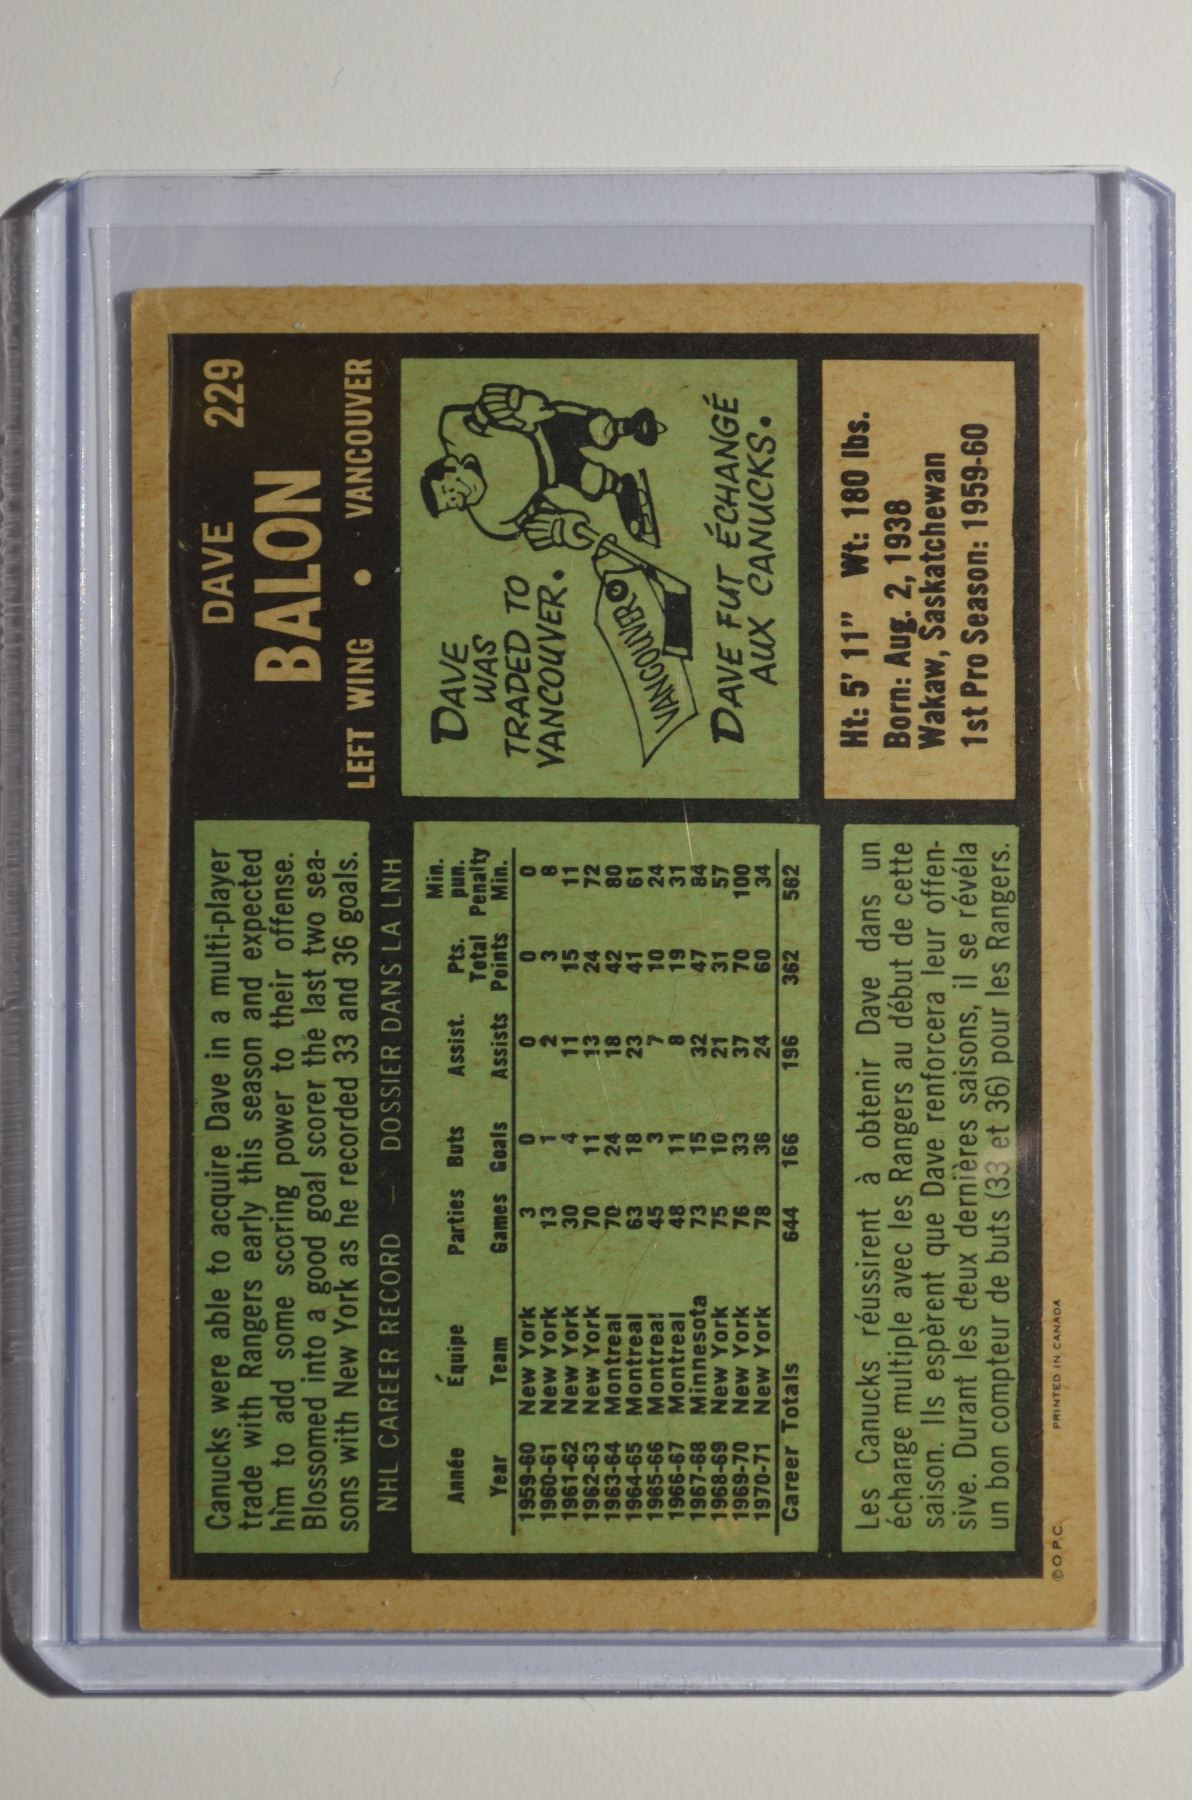 DAVE 229
BALON
LEFT WING • VANCOUVER
Canucks were able to acquire Dave in a multi-player
trade with Rangers early this season and expected
him to add some scoring power to their offense.
Blossomed into a good goal scorer the last two sea-
sons with New York as he recorded 33 and 36 goals.
NHL CAREER RECORD — DOSSIER DANS LA LNH
Année Équipe Parties Buts Assist. Pts. Min. pun.
Year Team Games Goals Assists Total Points Penalty Min.
1959-60 New York 3 0 0 0 0
1960-61 New York 13 1 2 3 8
1961-62 New York 30 4 11 15 11
1962-63 New York 70 11 13 24 72
1963-64 Montreal 70 24 18 42 80
1964-65 Montreal 63 18 23 41 61
1965-66 Montreal 45 3 7 10 24
1966-67 Montreal 48 11 8 19 31
1967-68 Minnesota 73 15 32 47 84
1968-69 New York 75 10 21 31 57
1969-70 New York 76 33 37 70 100
1970-71 New York 78 36 24 60 34
Career Totals 644 166 196 362 562
DAVE
WAS
TRADED TO
VANCOUVER.
VANCOUVER
DAVE FUT ÉCHANGÉ
AUX CANUCKS.
Les Canucks réussirent à obtenir Dave dans un
échange multiple avec les Rangers au début de cette
saison. Ils espèrent que Dave renforcera leur offen-
sive. Durant les deux dernières saisons, il se révéla
un bon compteur de buts (33 et 36) pour les Rangers.
Ht: 5' 11" Wt: 180 lbs.
Born: Aug. 2, 1938
Wakaw, Saskatchewan
1st Pro Season: 1959-60
© O.P.C. PRINTED IN CANADA